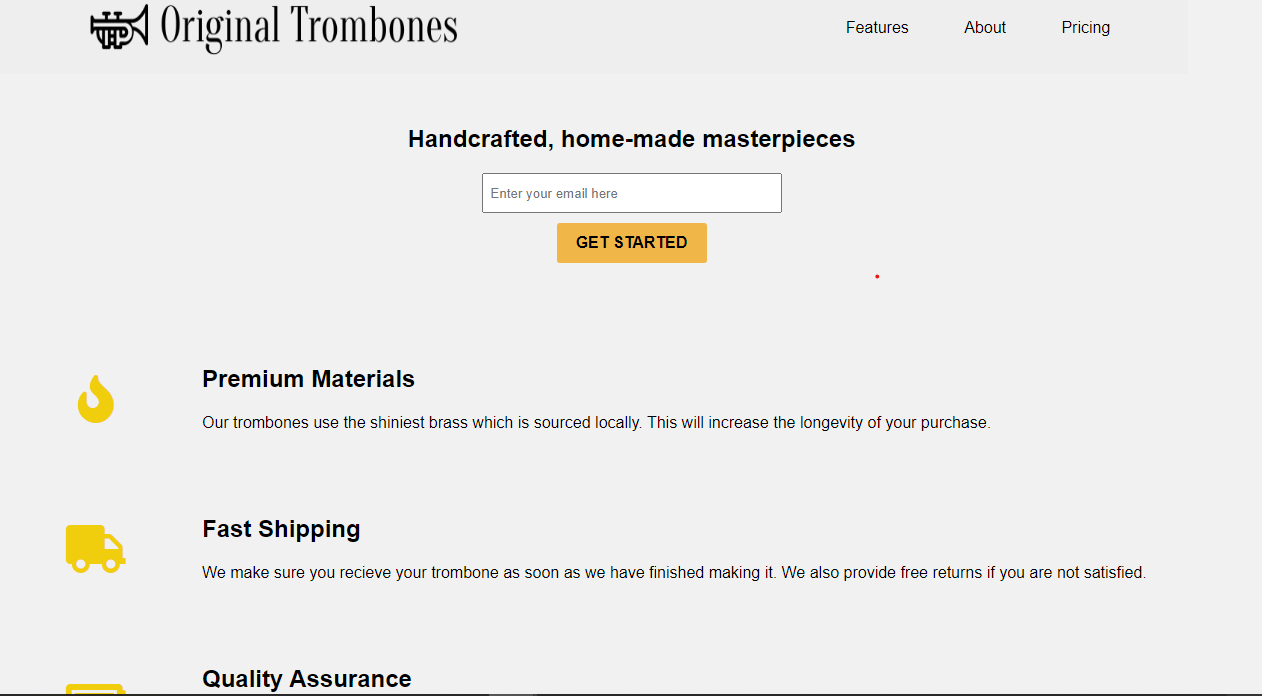 Original Trombones
Features About Pricing
Handcrafted, home-made masterpieces
Enter your email here
GET STARTED
Premium Materials
Our trombones use the shiniest brass which is sourced locally. This will increase the longevity of your purchase.
Fast Shipping
We make sure you recieve your trombone as soon as we have finished making it. We also provide free returns if you are not satisfied.
Quality Assurance